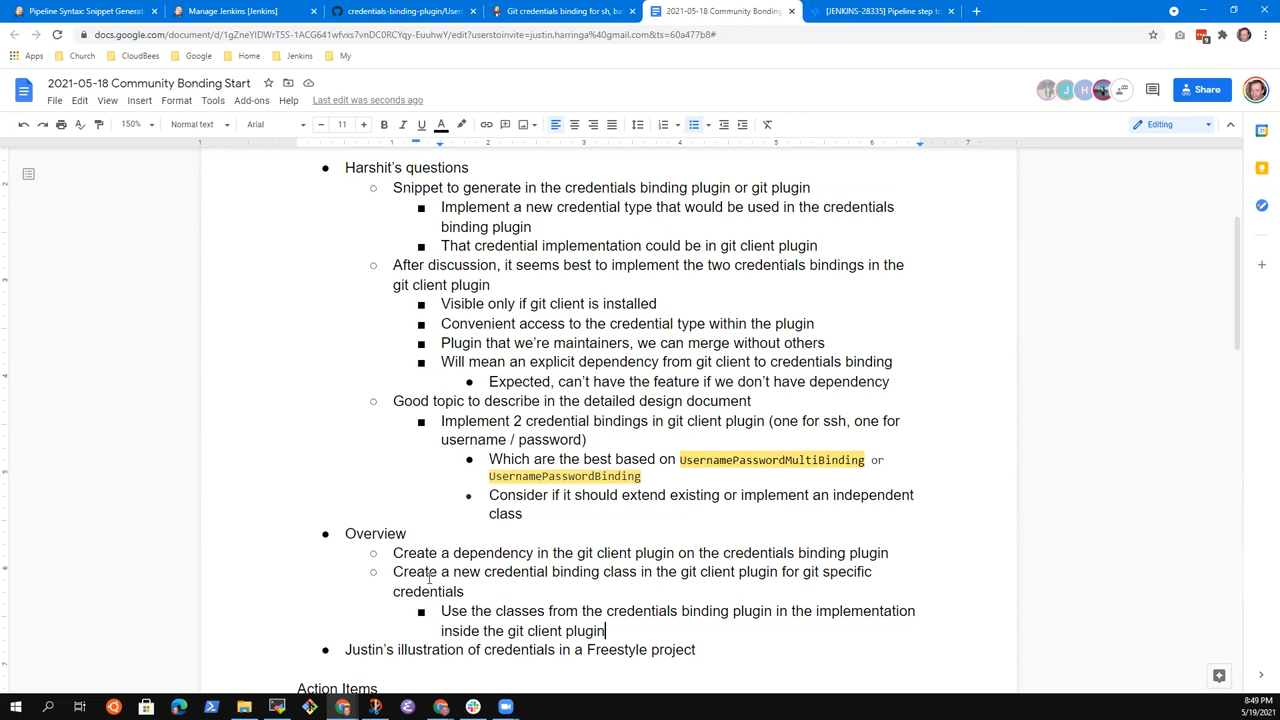 Pipeline Syntax: Snippet Generat
Manage Jenkins [Jenkins]
credentials-binding-plugin/User
Git credentials binding for sh, ba
2021-05-18 Community Bonding
[JENKINS-28335] Pipeline step to
docs.google.com/document/d/1gZneYlDWrT5S-1ACG641wfvxs7vnDC0RCYqy-EuuhwY/edit?userstoinvite=justin.harringa%40gmail.com&ts=60a477b8#
Apps
Church
CloudBees
Google
Home
Jenkins
My
2021-05-18 Community Bonding Start
File Edit View Insert Format Tools Add-ons Help Last edit was seconds ago
Share
150% Normal text Arial 11
Editing
Harshit's questions
Snippet to generate in the credentials binding plugin or git plugin
Implement a new credential type that would be used in the credentials
binding plugin
That credential implementation could be in git client plugin
After discussion, it seems best to implement the two credentials bindings in the
git client plugin
Visible only if git client is installed
Convenient access to the credential type within the plugin
Plugin that we're maintainers, we can merge without others
Will mean an explicit dependency from git client to credentials binding
Expected, can't have the feature if we don't have dependency
Good topic to describe in the detailed design document
Implement 2 credential bindings in git client plugin (one for ssh, one for
username / password)
Which are the best based on UsernamePasswordMultiBinding or
UsernamePasswordBinding
Consider if it should extend existing or implement an independent
class
Overview
Create a dependency in the git client plugin on the credentials binding plugin
Create a new credential binding class in the git client plugin for git specific
credentials
Use the classes from the credentials binding plugin in the implementation
inside the git client plugin
Justin's illustration of credentials in a Freestyle project
Action Items
8:49 PM
5/19/2021